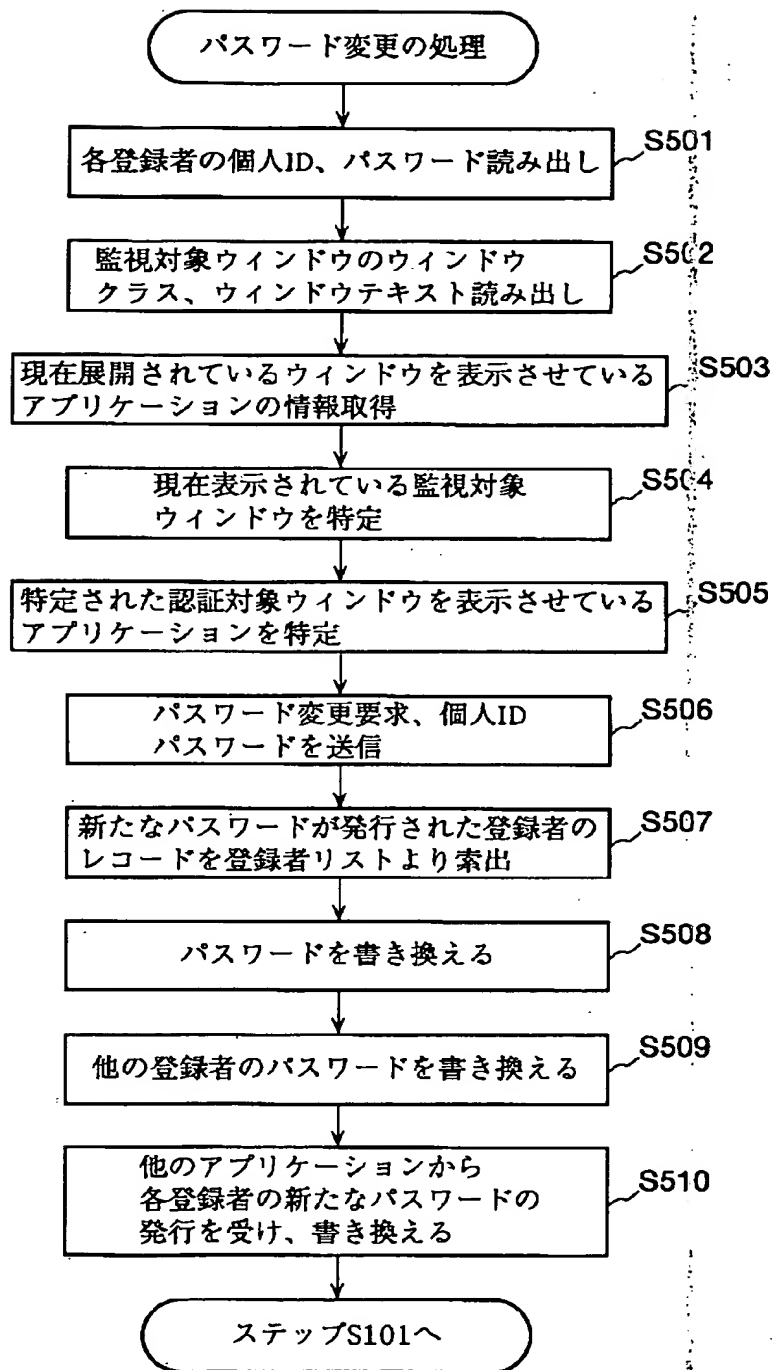 パスワード変更の処理
各登録者の個人ID、パスワード読み出し
S501
監視対象ウィンドウのウィンドウ
クラス、ウィンドウテキスト読み出し
S502
現在展開されているウィンドウを表示させている
アプリケーションの情報取得
S503
現在表示されている監視対象
ウィンドウを特定
S504
特定された認証対象ウィンドウを表示させている
アプリケーションを特定
S505
パスワード変更要求、個人ID
パスワードを送信
S506
新たなパスワードが発行された登録者の
レコードを登録者リストより索出
S507
パスワードを書き換える
S508
他の登録者のパスワードを書き換える
S509
他のアプリケーションから
各登録者の新たなパスワードの
発行を受け、書き換える
S510
ステップS101へ